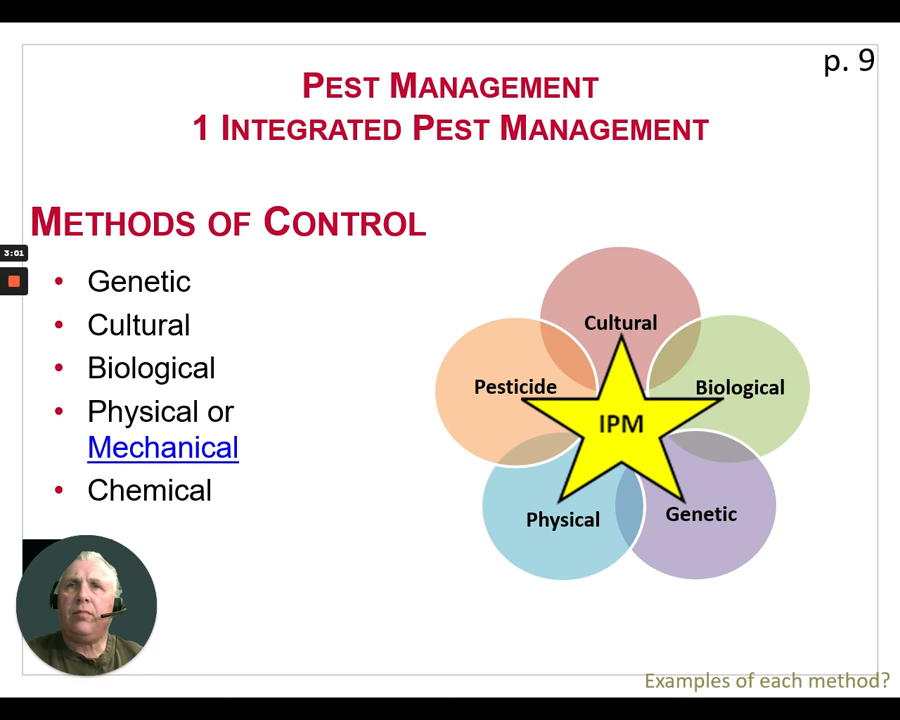 p. 9
PEST MANAGEMENT
1 INTEGRATED PEST MANAGEMENT
METHODS OF CONTROL
3:01
• Genetic
• Cultural
• Biological
• Physical or
Mechanical
• Chemical
Cultural
Pesticide
Biological
IPM
Physical
Genetic
Examples of each method?